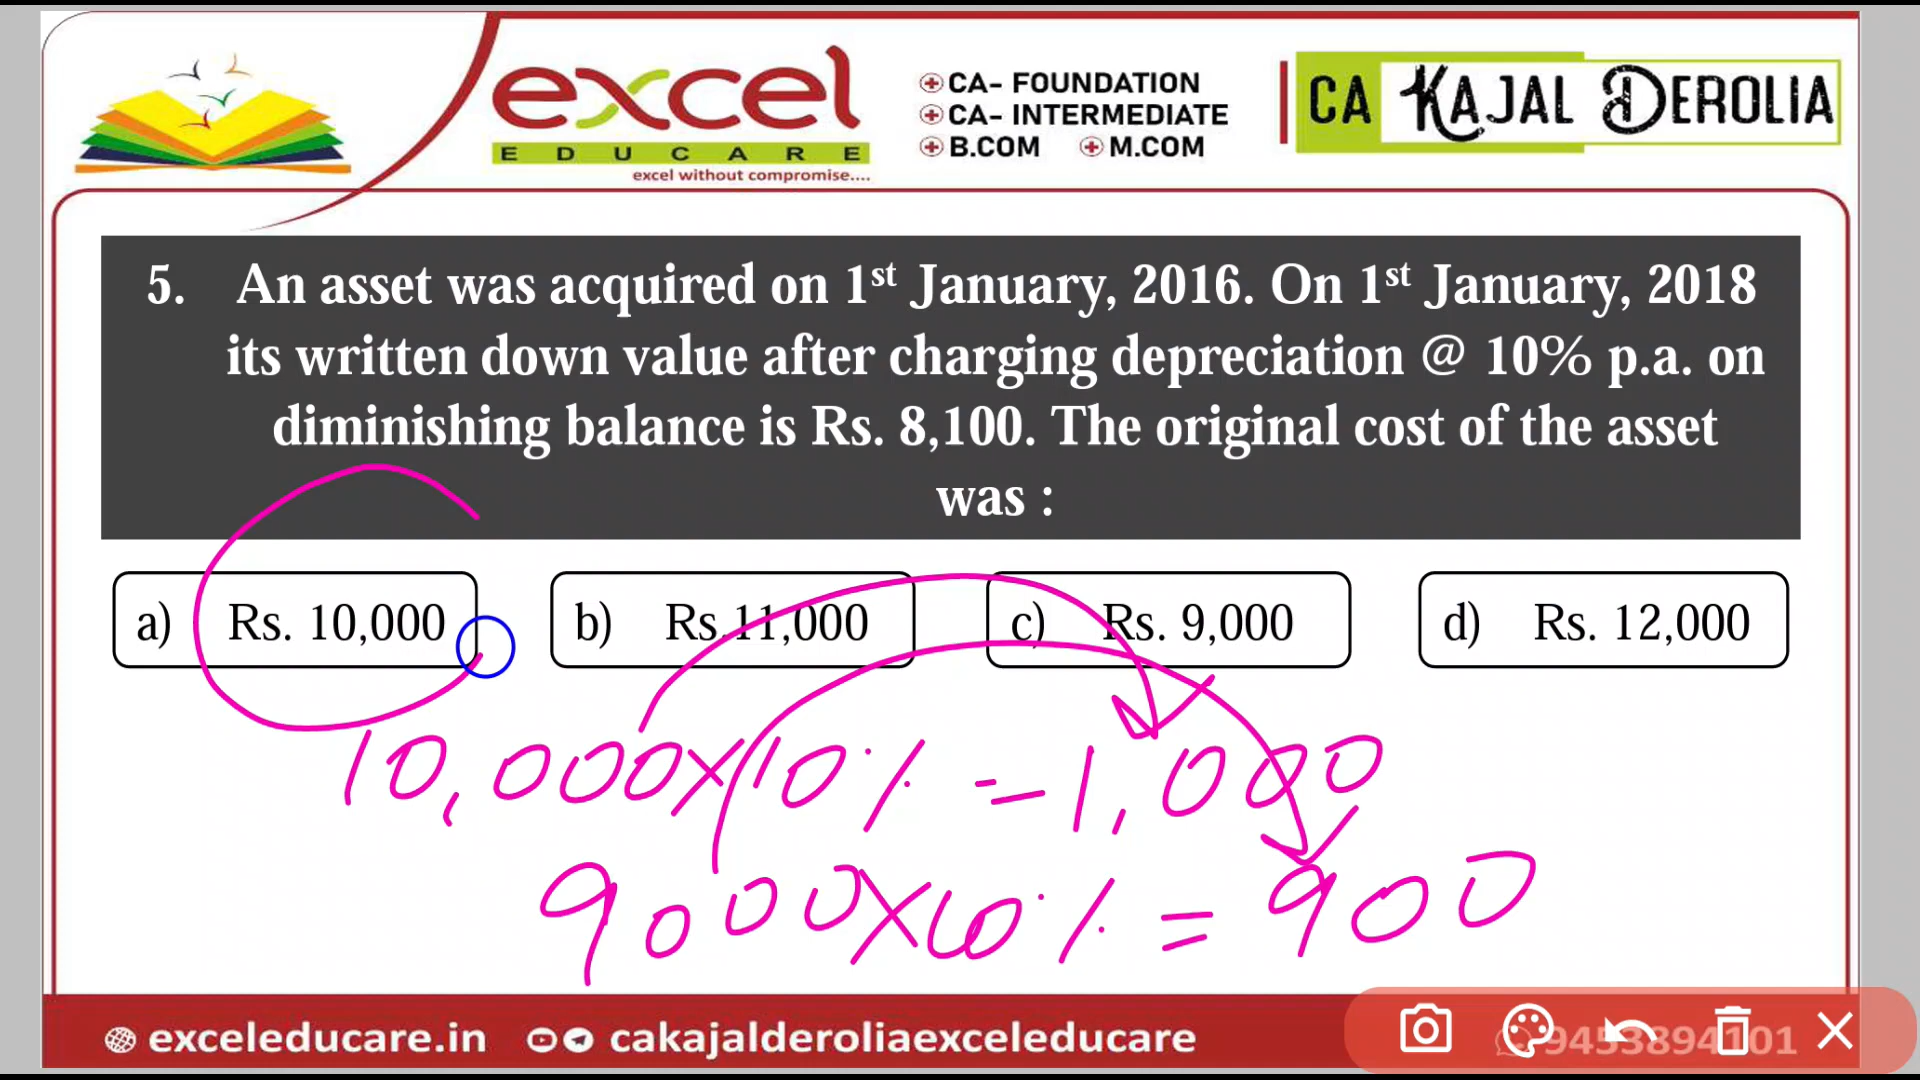 excel
EDUCARE
excel without compromise....
CA- FOUNDATION
CA- INTERMEDIATE
B.COM M.COM
CA KAJAL DEROLIA
5. An asset was acquired on 1st January, 2016. On 1st January, 2018
its written down value after charging depreciation @ 10% p.a. on
diminishing balance is Rs. 8,100. The original cost of the asset
was :
a) Rs. 10,000
b) Rs.11,000
c) Rs. 9,000
d) Rs. 12,000
10,000×10% = 1,000
9000×10% = 900
exceleducare.in
cakajalderoliaexceleducare
9453894101